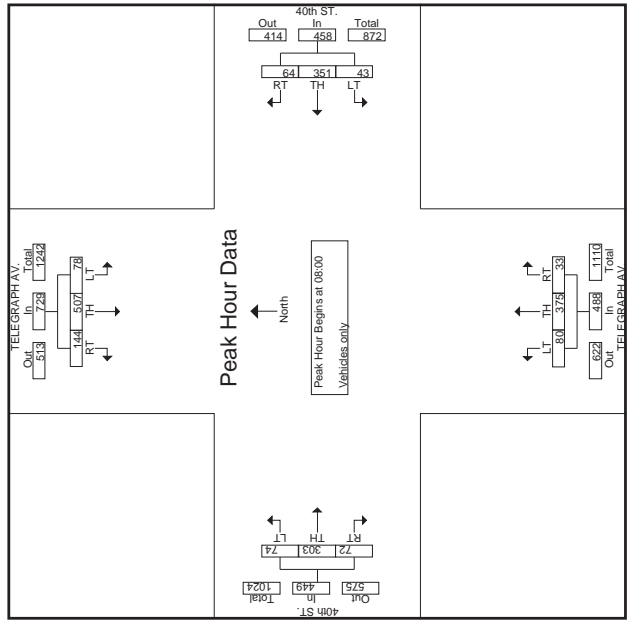 40th ST.
Out In Total
414 458 872
64 351 43
RT TH LT
TELEGRAPH AV.
Out In Total
513 729 1242
144 507 78
RT TH LT
Peak Hour Data
North
Peak Hour Begins at 08:00
Vehicles only
LT TH RT
80 375 33
622 488 1110
Out In Total
TELEGRAPH AV.
LT TH RT
74 303 72
1024 449 575
Total In Out
40th ST.